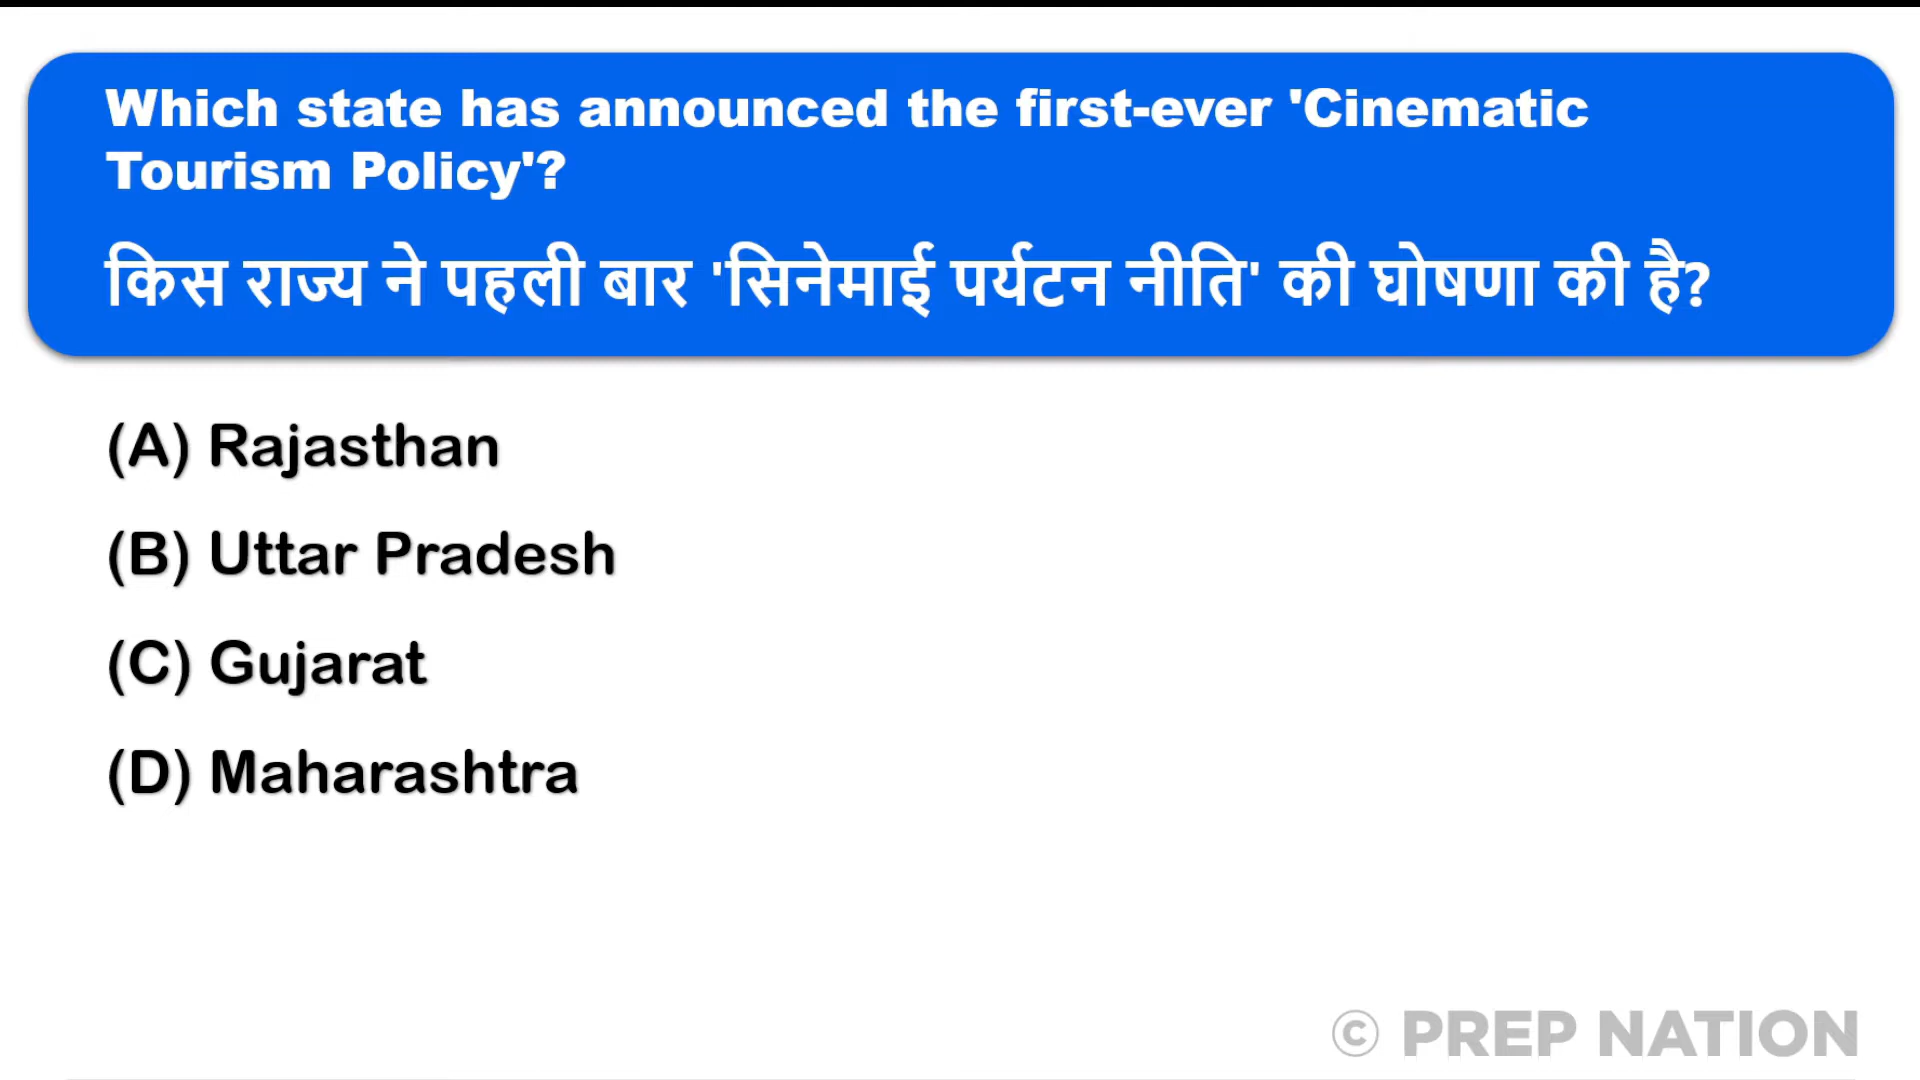 Which state has announced the first-ever 'Cinematic
Tourism Policy'?
किस राज्य ने पहली बार 'सिनेमाई पर्यटन नीति' की घोषणा की है?
(A) Rajasthan
(B) Uttar Pradesh
(C) Gujarat
(D) Maharashtra
© PREP NATION